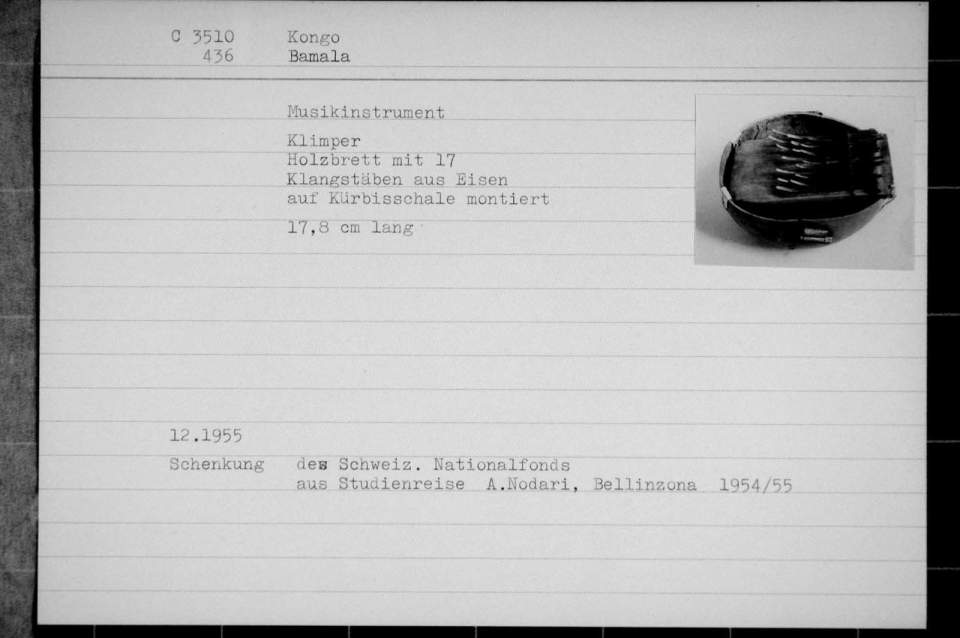 C 3510 Kongo
436 Bamala
Musikinstrument
Klimper
Holzbrett mit 17
Klangstäben aus Eisen
auf Kürbisschale montiert
17,8 cm lang
12.1955
Schenkung des Schweiz. Nationalfonds
aus Studienreise A.Nodari, Bellinzona 1954/55